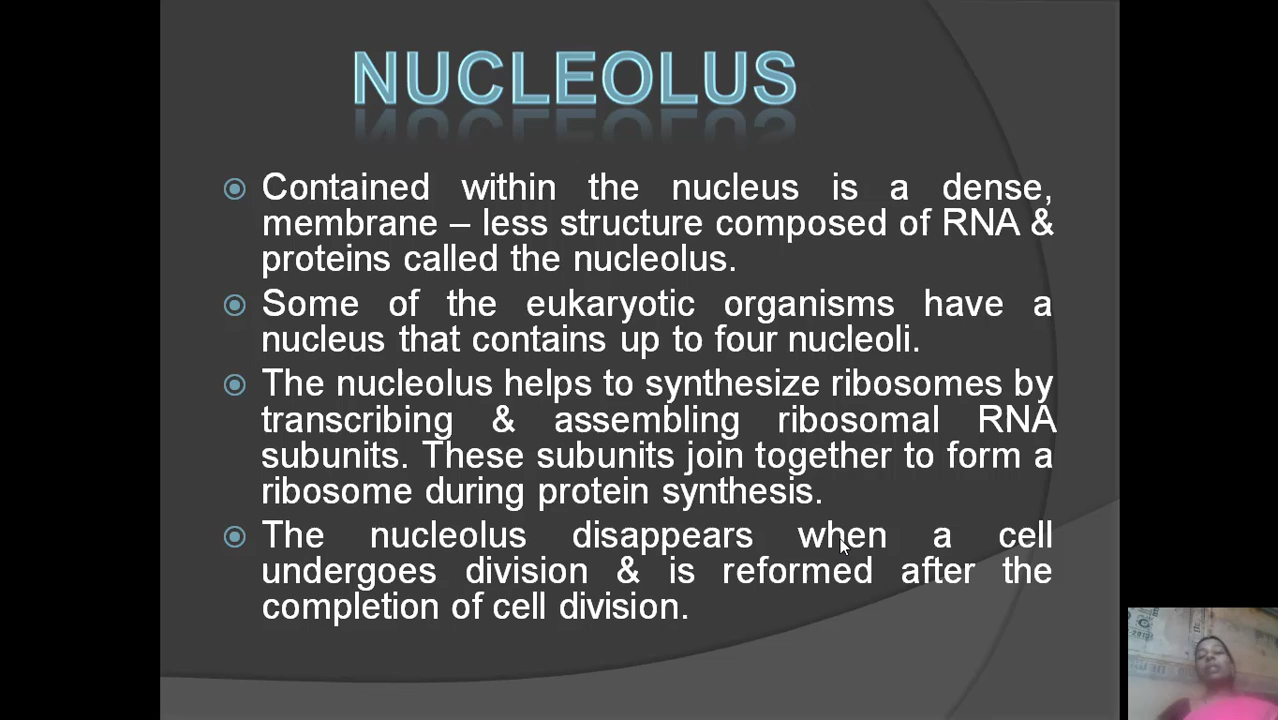 NUCLEOLUS
Contained within the nucleus is a dense,
membrane – less structure composed of RNA &
proteins called the nucleolus.
Some of the eukaryotic organisms have a
nucleus that contains up to four nucleoli.
The nucleolus helps to synthesize ribosomes by
transcribing & assembling ribosomal RNA
subunits. These subunits join together to form a
ribosome during protein synthesis.
The nucleolus disappears when a cell
undergoes division & is reformed after the
completion of cell division.